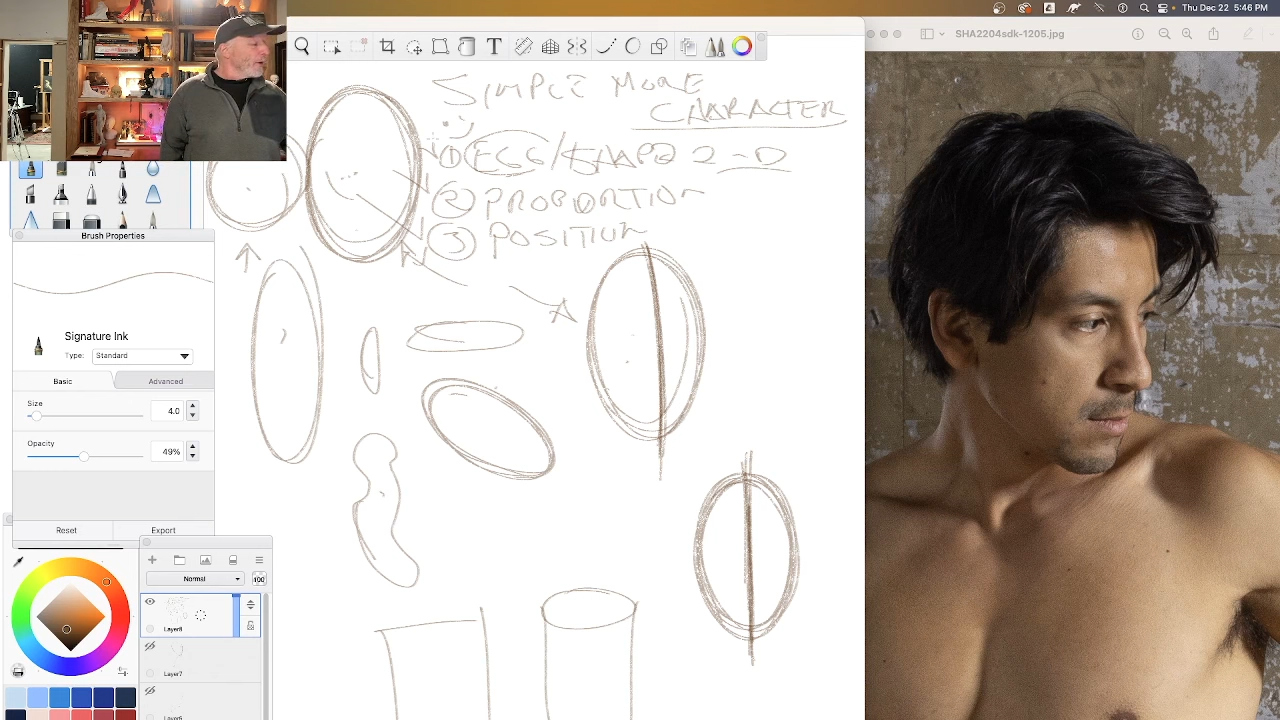 Thu Dec 22 5:16 PM
SHA2204sdk-1205.jpg
SIMPLE MORE
CHARACTER
① EGG/SHAPE 2-D
② PROPORTION
③ POSITION
Brush Properties
Signature Ink
Type: Standard
Basic Advanced
Size
4.0
Opacity
49%
Reset Export
Normal 100
Layer8
Layer7
Layer6